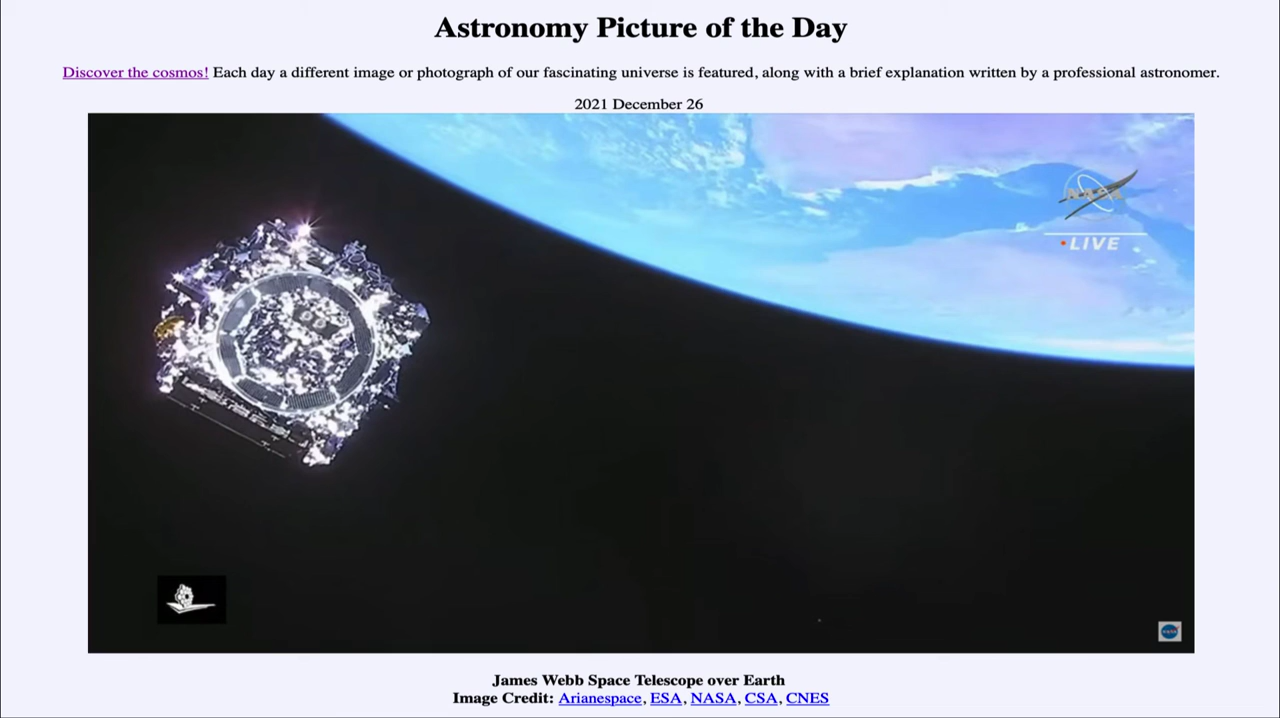 Astronomy Picture of the Day
Discover the cosmos! Each day a different image or photograph of our fascinating universe is featured, along with a brief explanation written by a professional astronomer.
2021 December 26
NASA
LIVE
NASA
James Webb Space Telescope over Earth
Image Credit: Arianespace, ESA, NASA, CSA, CNES